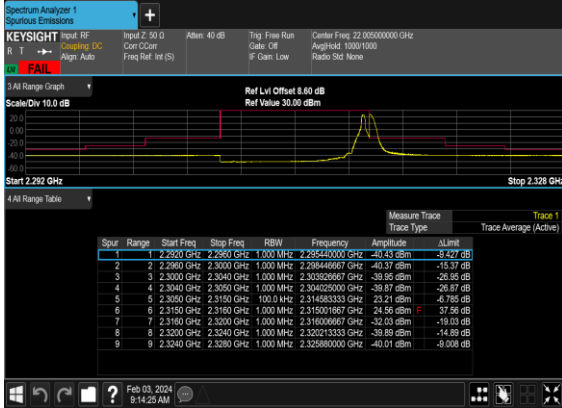 Spectrum Analyzer 1
Spurious Emissions
+
KEYSIGHT Input: RF Input Z: 50 Ω Atten: 40 dB Trig: Free Run Center Freq: 22.005000000 GHz
R T Coupling: DC Corr CCorr Gate: Off Avg|Hold: 1000/1000
Align: Auto Freq Ref: Int (S) IF Gain: Low Radio Std: None
FAIL
3 All Range Graph Ref Lvl Offset 8.60 dB
Scale/Div 10.0 dB Ref Value 30.00 dBm
20.0
0.00
-20.0
-40.0
-60.0
Start 2.292 GHz Stop 2.328 GHz
4 All Range Table
Measure Trace Trace 1
Trace Type Trace Average (Active)
Spur Range Start Freq Stop Freq RBW Frequency Amplitude ΔLimit
1 1 2.2920 GHz 2.2960 GHz 1.000 MHz 2.295440000 GHz -40.43 dBm -9.427 dB
2 2 2.2960 GHz 2.3000 GHz 1.000 MHz 2.298446667 GHz -40.37 dBm -15.37 dB
3 3 2.3000 GHz 2.3040 GHz 1.000 MHz 2.303926667 GHz -39.95 dBm -26.95 dB
4 4 2.3040 GHz 2.3050 GHz 1.000 MHz 2.304025000 GHz -39.87 dBm -26.87 dB
5 5 2.3050 GHz 2.3150 GHz 100.0 kHz 2.314583333 GHz 23.21 dBm -6.785 dB
6 6 2.3150 GHz 2.3160 GHz 1.000 MHz 2.315001667 GHz 24.56 dBm F 37.56 dB
7 7 2.3160 GHz 2.3200 GHz 1.000 MHz 2.316006667 GHz -32.03 dBm -19.03 dB
8 8 2.3200 GHz 2.3240 GHz 1.000 MHz 2.320213333 GHz -39.89 dBm -14.89 dB
9 9 2.3240 GHz 2.3280 GHz 1.000 MHz 2.325880000 GHz -40.01 dBm -9.008 dB
? Feb 03, 2024
9:14:25 AM